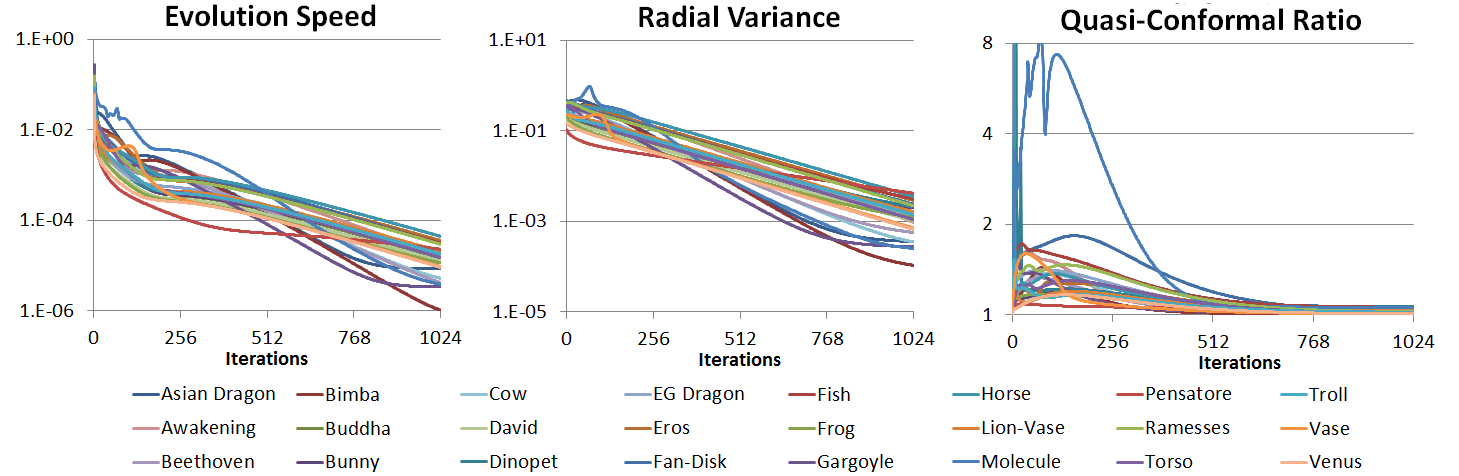 Evolution Speed
1.E+00
1.E-02
1.E-04
1.E-06
0 256 512 768 1024
Iterations
Radial Variance
1.E+01
1.E-01
1.E-03
1.E-05
0 256 512 768 1024
Iterations
Quasi-Conformal Ratio
8
4
2
1
0 256 512 768 1024
Iterations
Asian Dragon Bimba Cow EG Dragon Fish Horse Pensatore Troll
Awakening Buddha David Eros Frog Lion-Vase Ramesses Vase
Beethoven Bunny Dinopet Fan-Disk Gargoyle Molecule Torso Venus